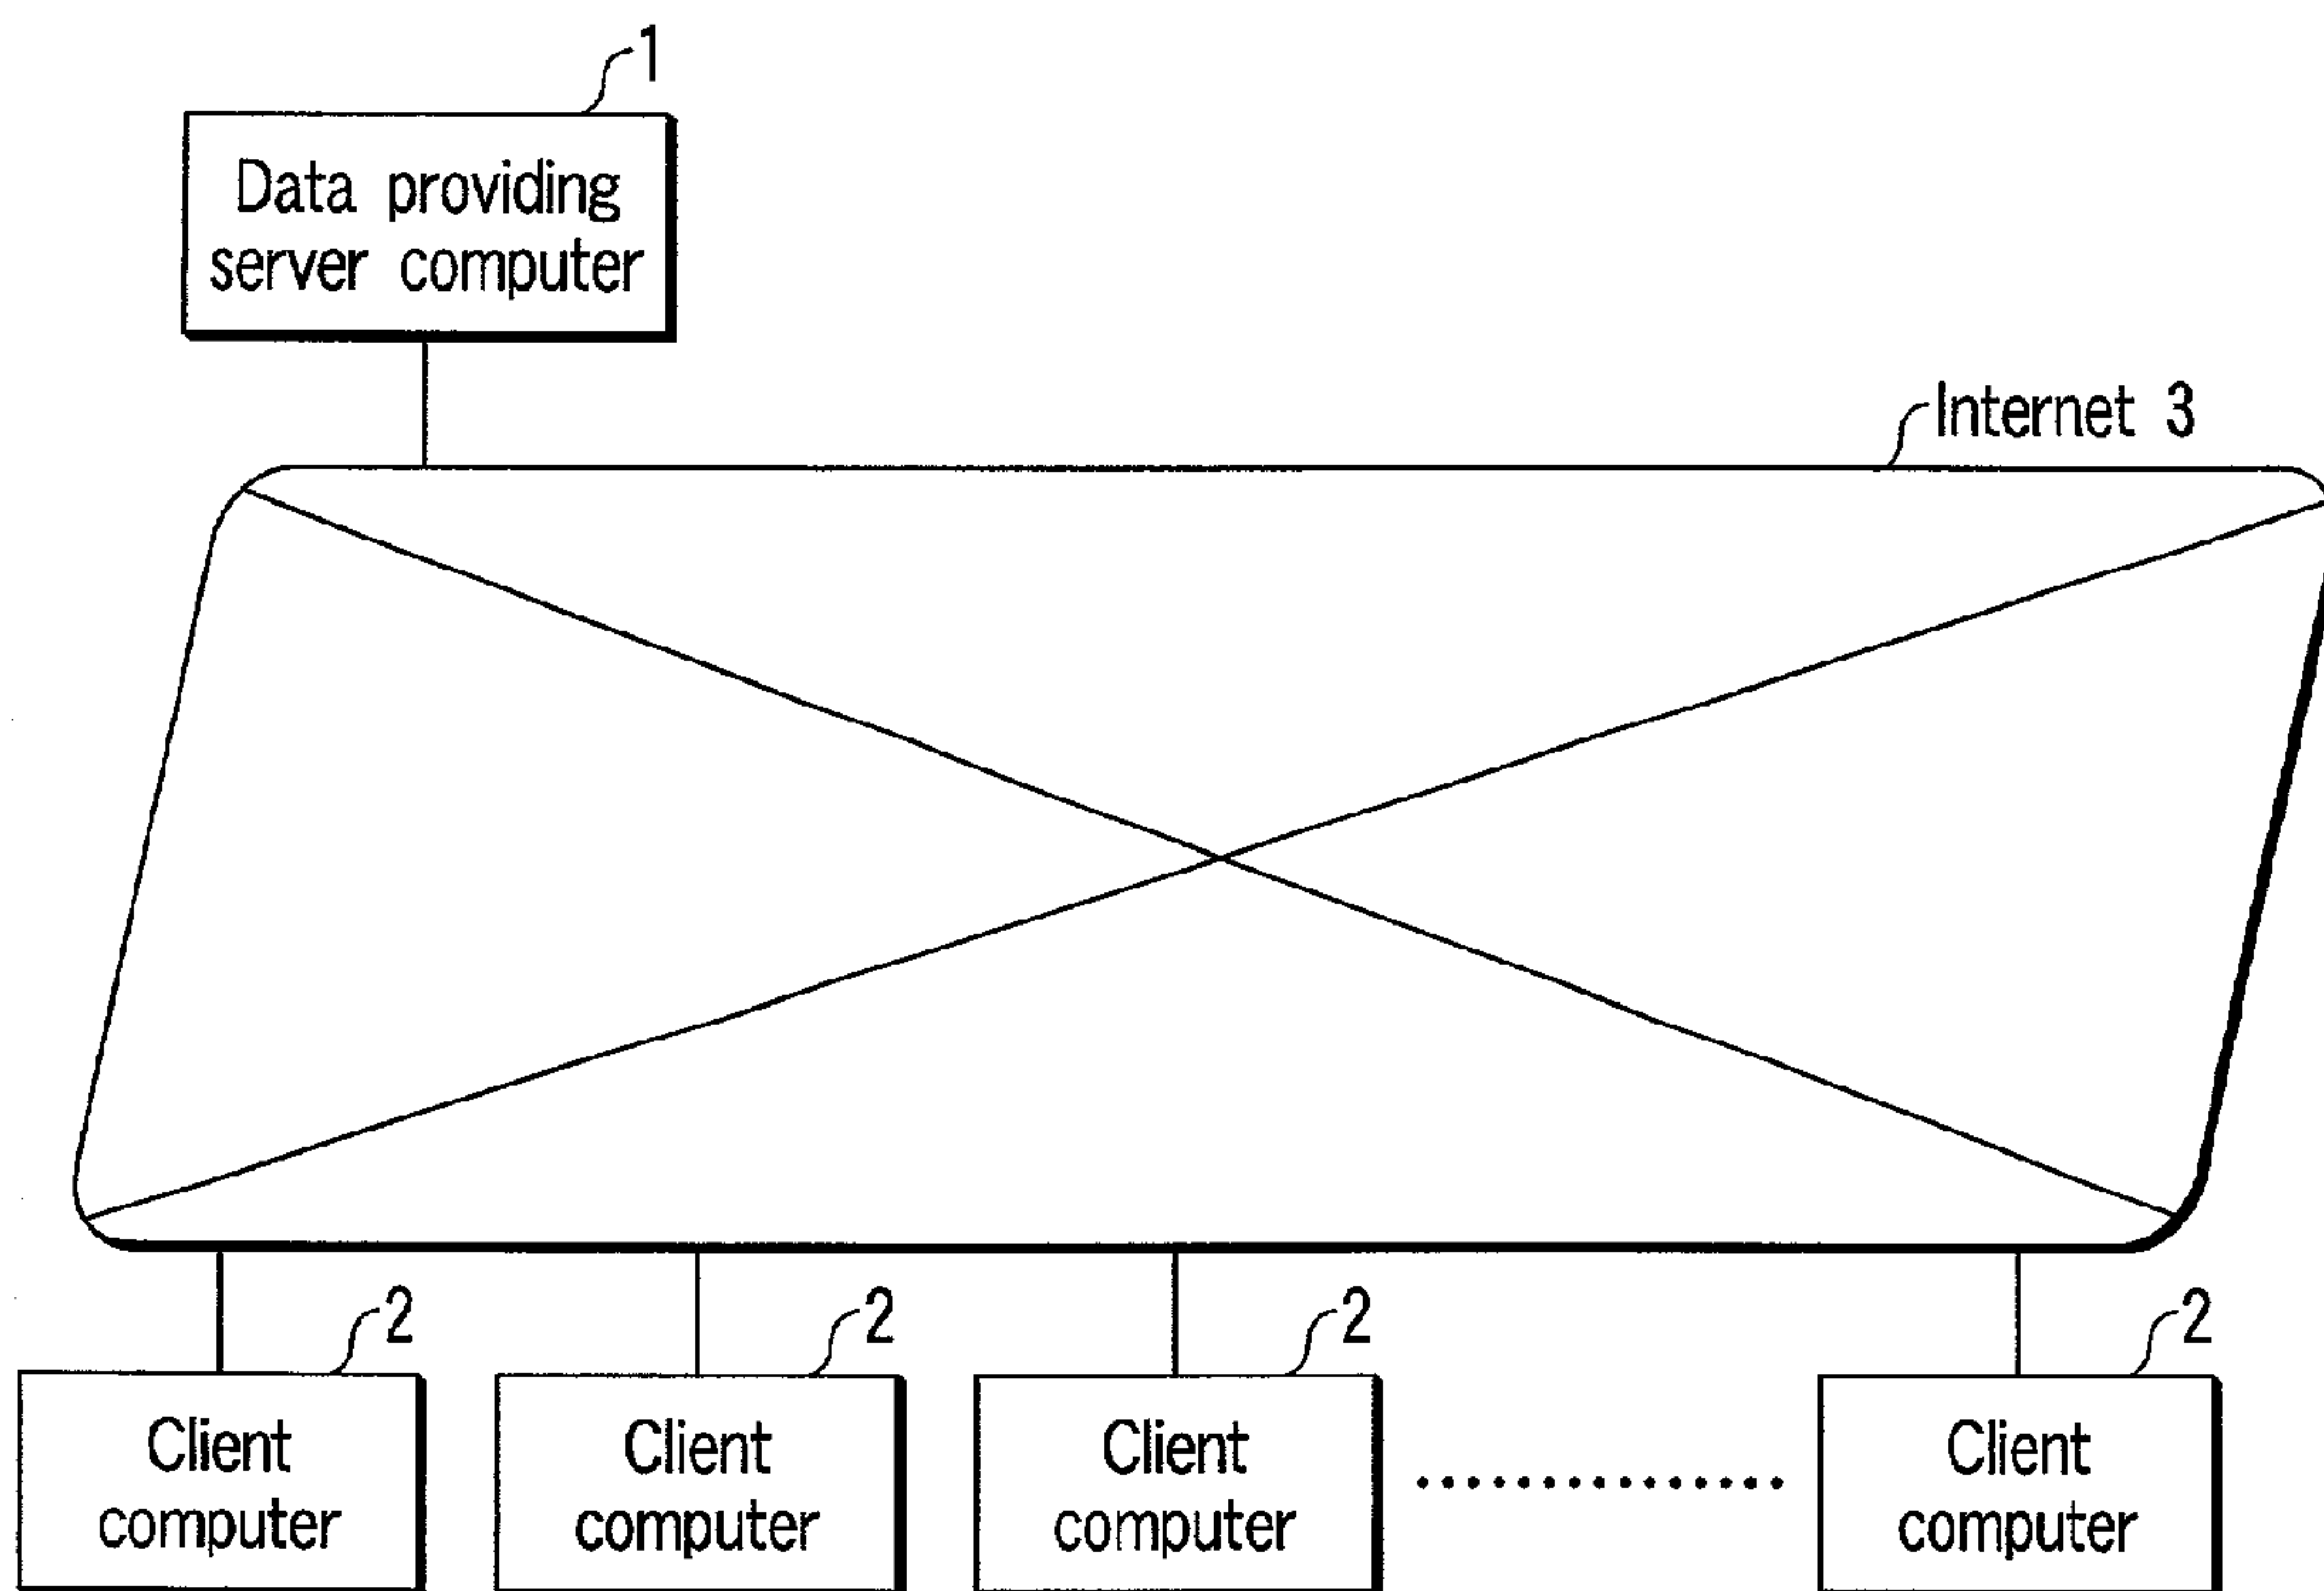 1
Data providing
server computer
Internet 3
2
2
2
2
Client
computer
Client
computer
Client
computer
Client
computer